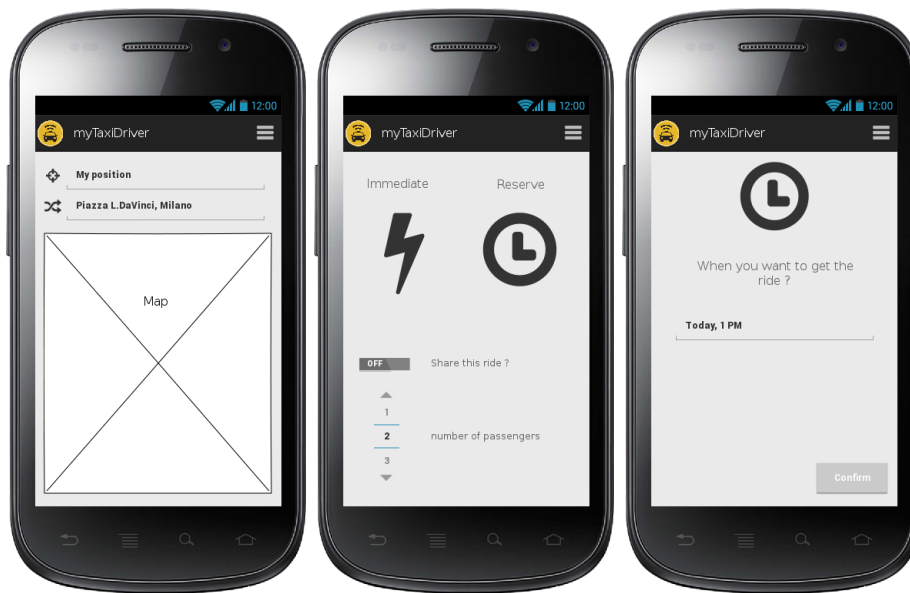 12:00
myTaxiDriver
My position
Piazza L.DaVinci, Milano
Map
12:00
myTaxiDriver
Immediate
Reserve
OFF
Share this ride ?
1
2
number of passengers
3
12:00
myTaxiDriver
When you want to get the
ride ?
Today, 1 PM
Confirm